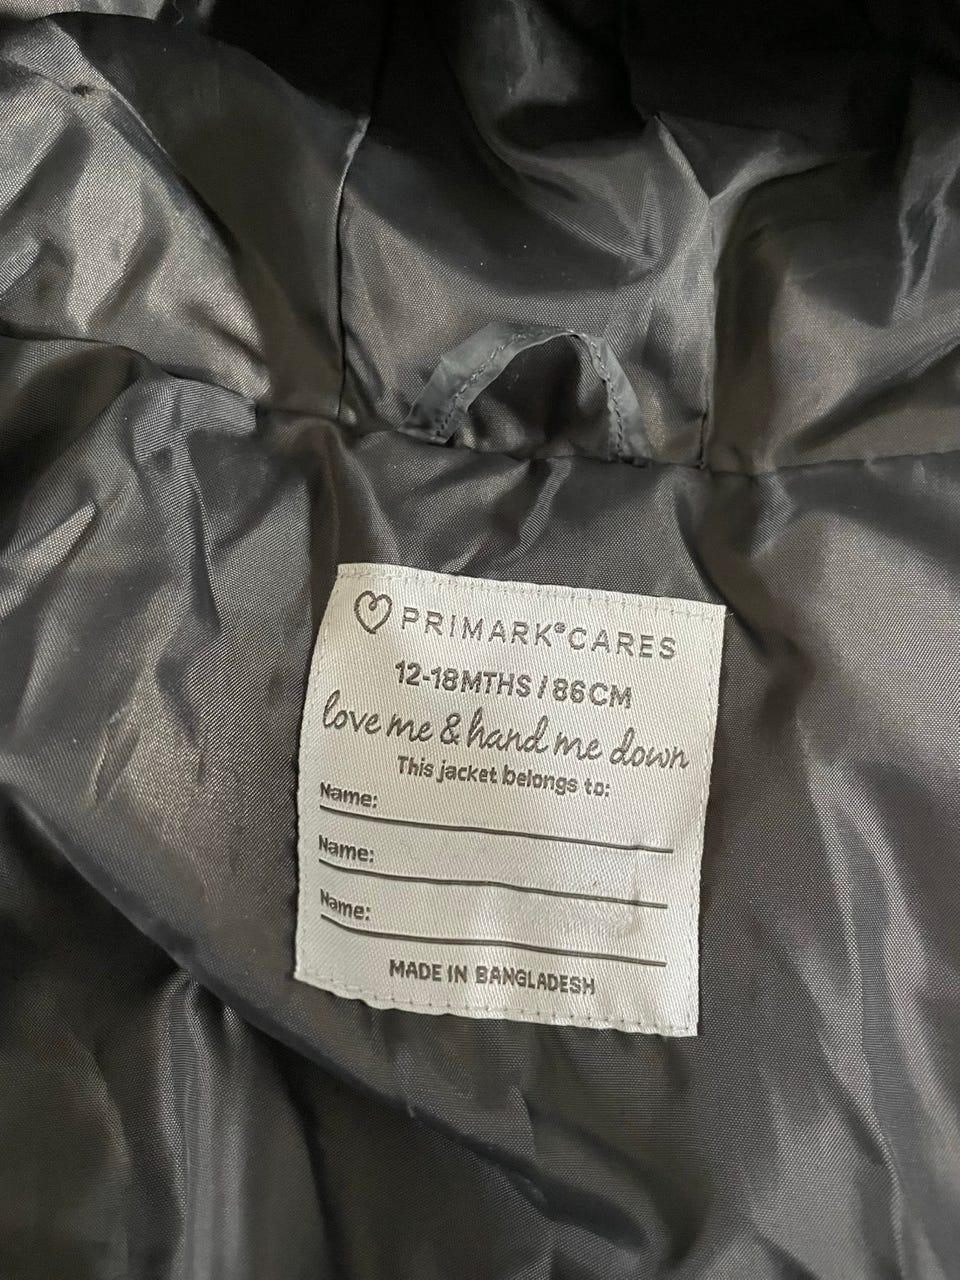 PRIMARK®CARES
12-18MTHS / 86CM
love me & hand me down
This jacket belongs to:
Name:
Name:
Name:
MADE IN BANGLADESH